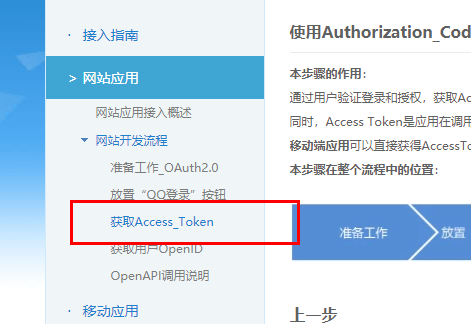 · 接入指南
> 网站应用
网站应用接入概述
网站开发流程
准备工作_OAuth2.0
放置“QQ登录”按钮
获取Access_Token
获取用户OpenID
OpenAPI调用说明
· 移动应用
使用Authorization_Cod
本步骤的作用：
通过用户验证登录和授权，获取Ac
同时，Access Token是应用在调用
移动端应用可以直接获得AccessTo
本步骤在整个流程中的位置：
准备工作
放置
上一步